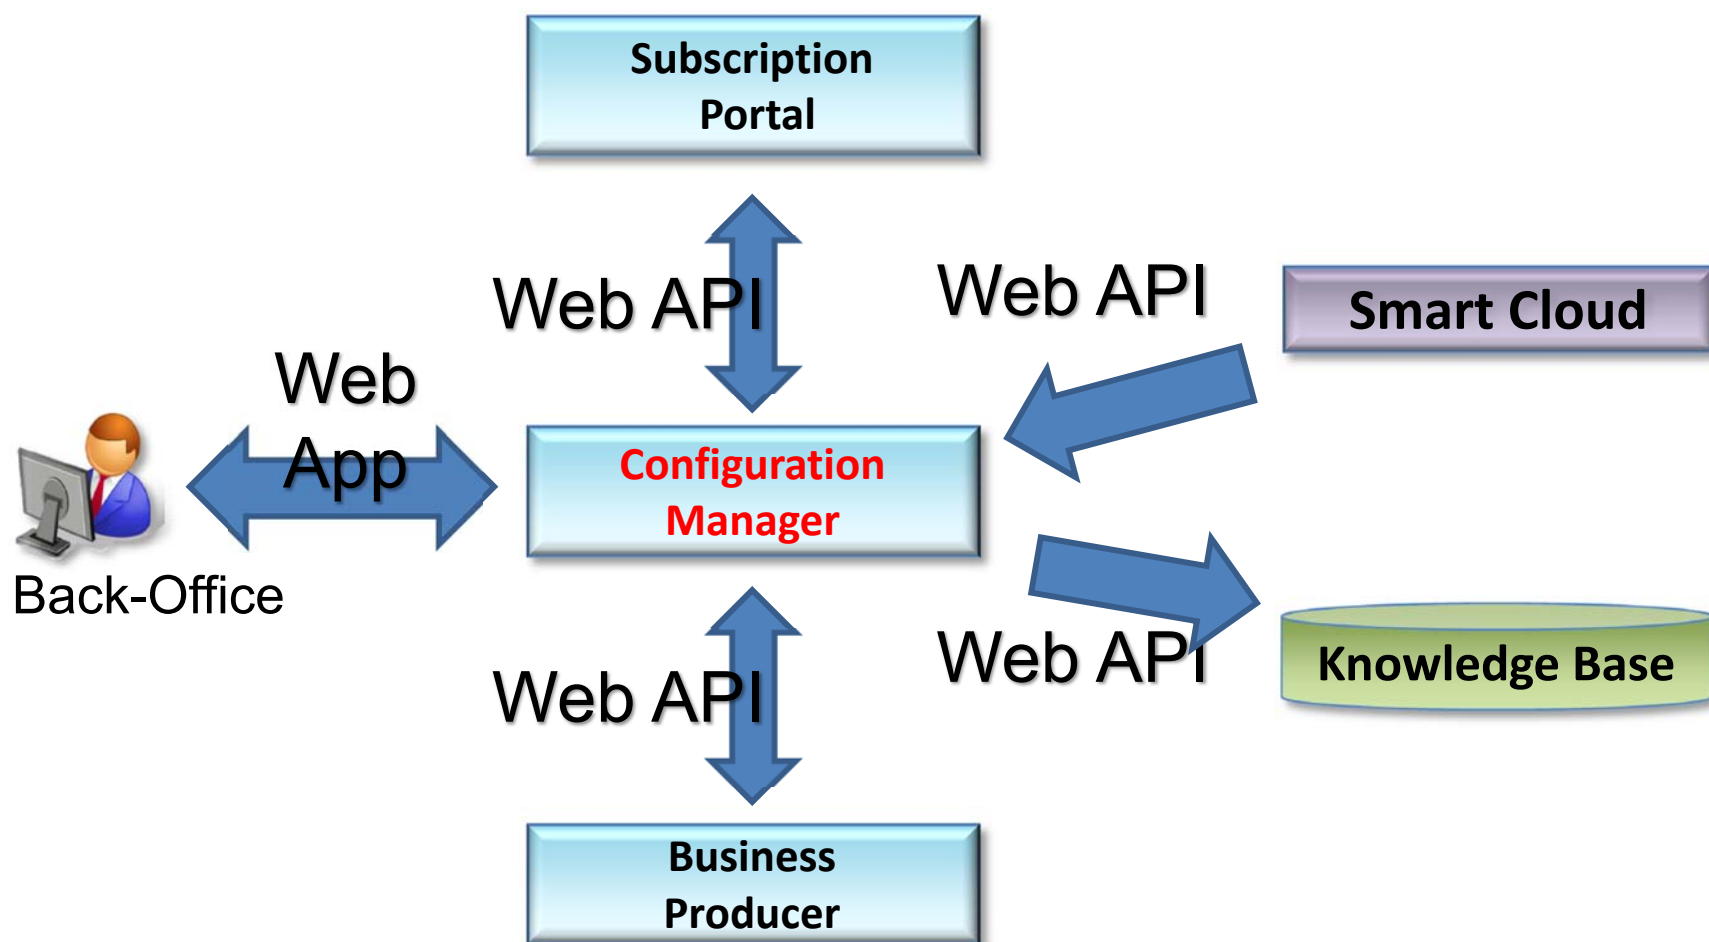 Subscription
Portal
Web API
Web API
Smart Cloud
Web
App
Configuration
Manager
Back-Office
Web API
Web API
Knowledge Base
Business
Producer